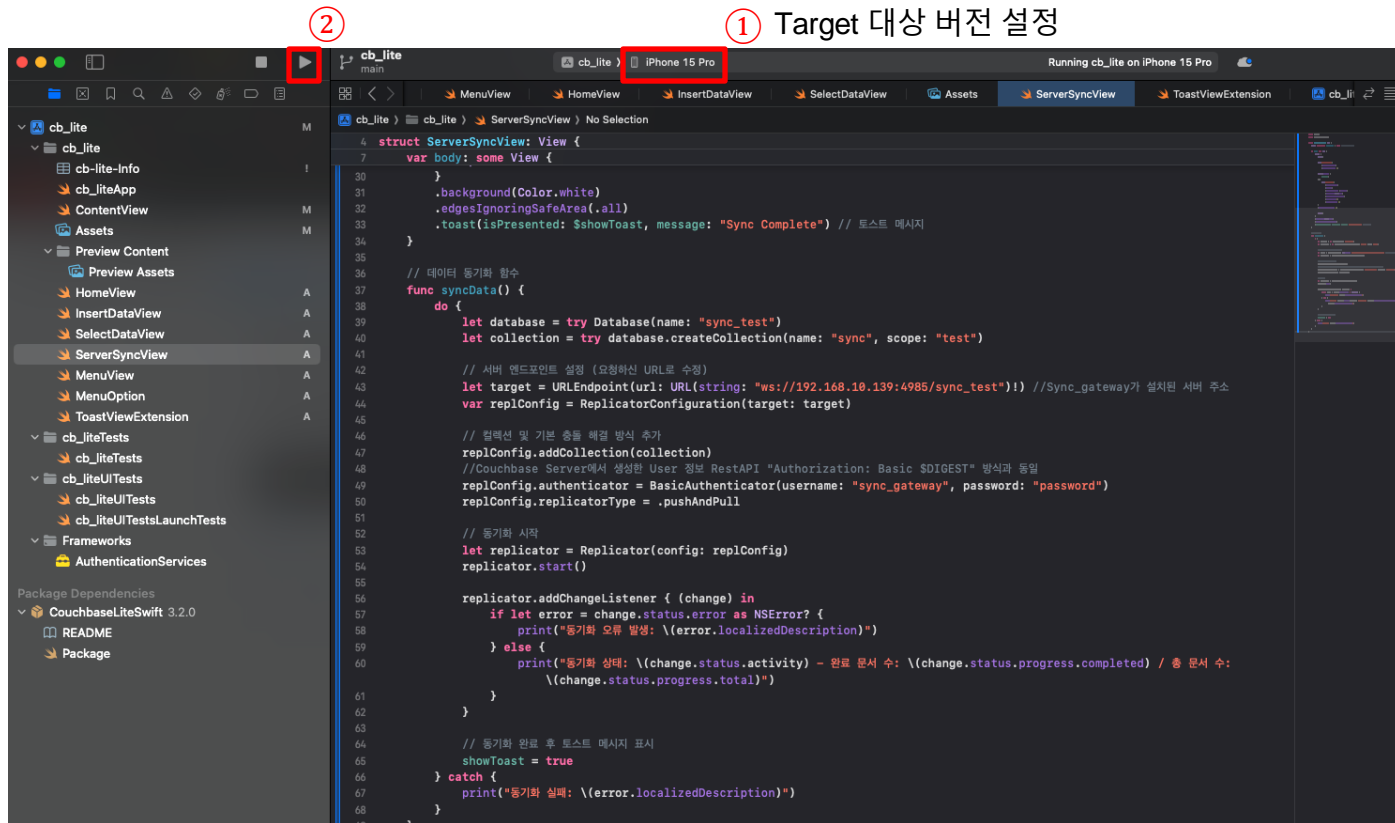 ② ① Target 대상 버전 설정
cb_lite
main
cb_lite 〉 iPhone 15 Pro
Running cb_lite on iPhone 15 Pro
MenuView HomeView InsertDataView SelectDataView Assets ServerSyncView ToastViewExtension cb_li
cb_lite 〉 cb_lite 〉 ServerSyncView 〉 No Selection
cb_lite M
cb_lite
cb-lite-Info !
cb_liteApp
ContentView M
Assets M
Preview Content
Preview Assets
HomeView A
InsertDataView A
SelectDataView A
ServerSyncView A
MenuView A
MenuOption A
ToastViewExtension A
cb_liteTests
cb_liteTests
cb_liteUITests
cb_liteUITests
cb_liteUITestsLaunchTests
Frameworks
AuthenticationServices
Package Dependencies
CouchbaseLiteSwift 3.2.0
README
Package
4 struct ServerSyncView: View {
7 var body: some View {
30 }
31 .background(Color.white)
32 .edgesIgnoringSafeArea(.all)
33 .toast(isPresented: $showToast, message: "Sync Complete") // 토스트 메시지
34 }
35
36 // 데이터 동기화 함수
37 func syncData() {
38 do {
39 let database = try Database(name: "sync_test")
40 let collection = try database.createCollection(name: "sync", scope: "test")
41
42 // 서버 엔드포인트 설정 (요청하신 URL로 수정)
43 let target = URLEndpoint(url: URL(string: "ws://192.168.10.139:4985/sync_test")!) //Sync_gateway가 설치된 서버 주소
44 var replConfig = ReplicatorConfiguration(target: target)
45
46 // 컬렉션 및 기본 충돌 해결 방식 추가
47 replConfig.addCollection(collection)
48 //Couchbase Server에서 생성한 User 정보 RestAPI "Authorization: Basic $DIGEST" 방식과 동일
49 replConfig.authenticator = BasicAuthenticator(username: "sync_gateway", password: "password")
50 replConfig.replicatorType = .pushAndPull
51
52 // 동기화 시작
53 let replicator = Replicator(config: replConfig)
54 replicator.start()
55
56 replicator.addChangeListener { (change) in
57 if let error = change.status.error as NSError? {
58 print("동기화 오류 발생: \(error.localizedDescription)")
59 } else {
60 print("동기화 상태: \(change.status.activity) – 완료 문서 수: \(change.status.progress.completed) / 총 문서 수:
\(change.status.progress.total)")
61 }
62 }
63
64 // 동기화 완료 후 토스트 메시지 표시
65 showToast = true
66 } catch {
67 print("동기화 실패: \(error.localizedDescription)")
68 }